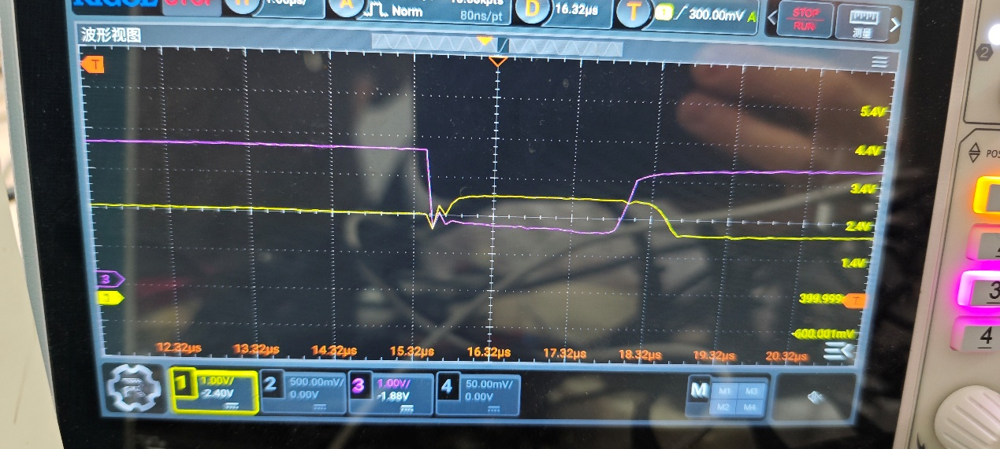 RIGOL STOP H 1.00µs/ A Norm 80ns/pt D 16.32µs T 1 300.00mV A STOP RUN 测量
波形视图
T
2
5.4V
POS
4.4V
3.4V
2.4V
1.4V
3
1
399.999 T
-600.001mV
12.32µs 13.32µs 14.32µs 15.32µs 16.32µs 17.32µs 18.32µs 19.32µs 20.32µs
1 1.00V/ -2.40V
2 500.00mV/ 0.00V
3 1.00V/ -1.88V
4 50.00mV/ 0.00V
M M1 M3 M2 M4
3
4